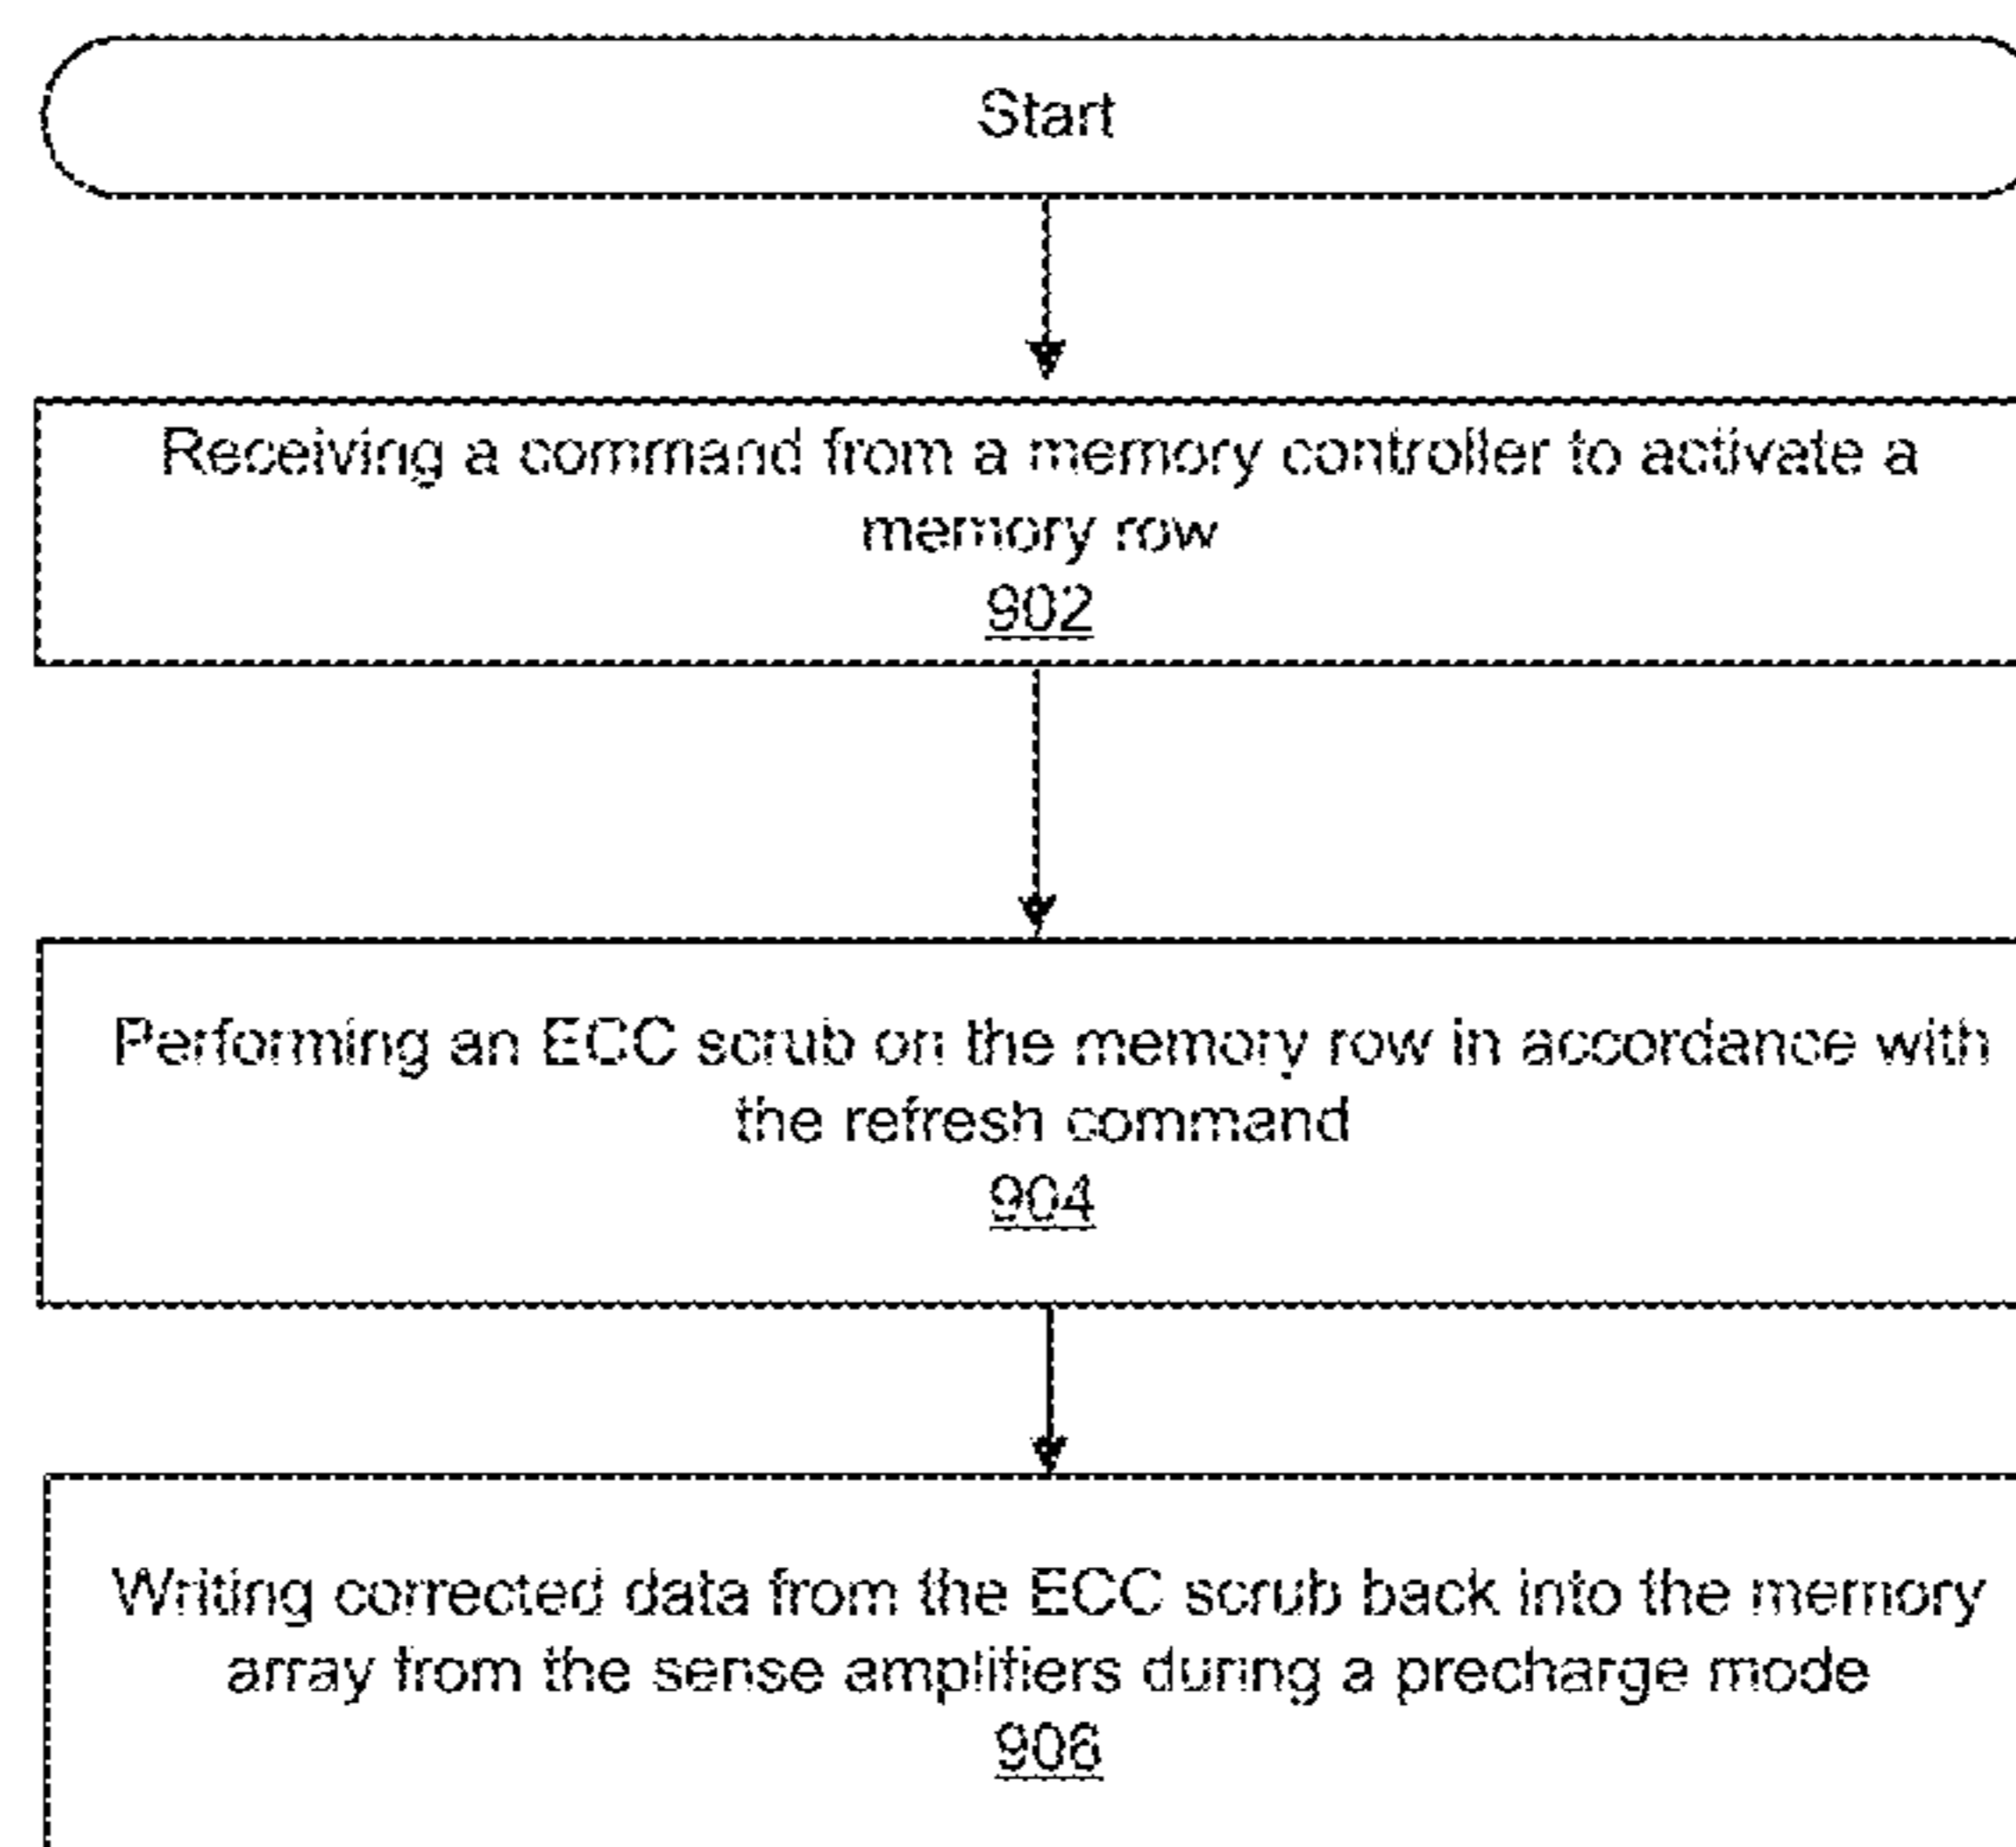 Start
Receiving a command from a memory controller to activate a
memory row
902
Performing an ECC scrub on the memory row in accordance with
the refresh command
904
Writing corrected data from the ECC scrub back into the memory
array from the sense amplifiers during a precharge mode
906